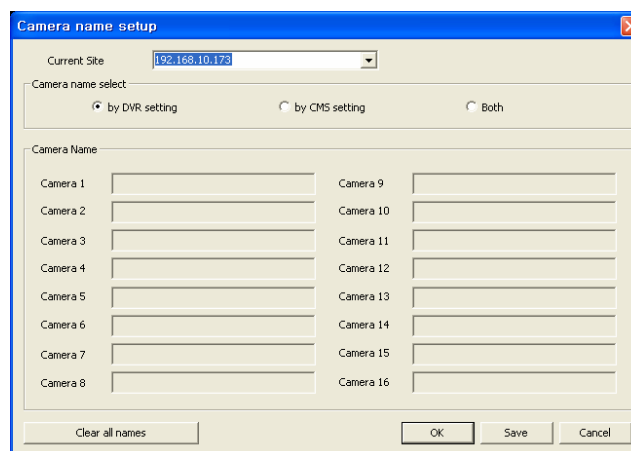 Camera name setup
Current Site 192.168.10.173
Camera name select
by DVR setting by CMS setting Both
Camera Name
Camera 1 Camera 9
Camera 2 Camera 10
Camera 3 Camera 11
Camera 4 Camera 12
Camera 5 Camera 13
Camera 6 Camera 14
Camera 7 Camera 15
Camera 8 Camera 16
Clear all names OK Save Cancel